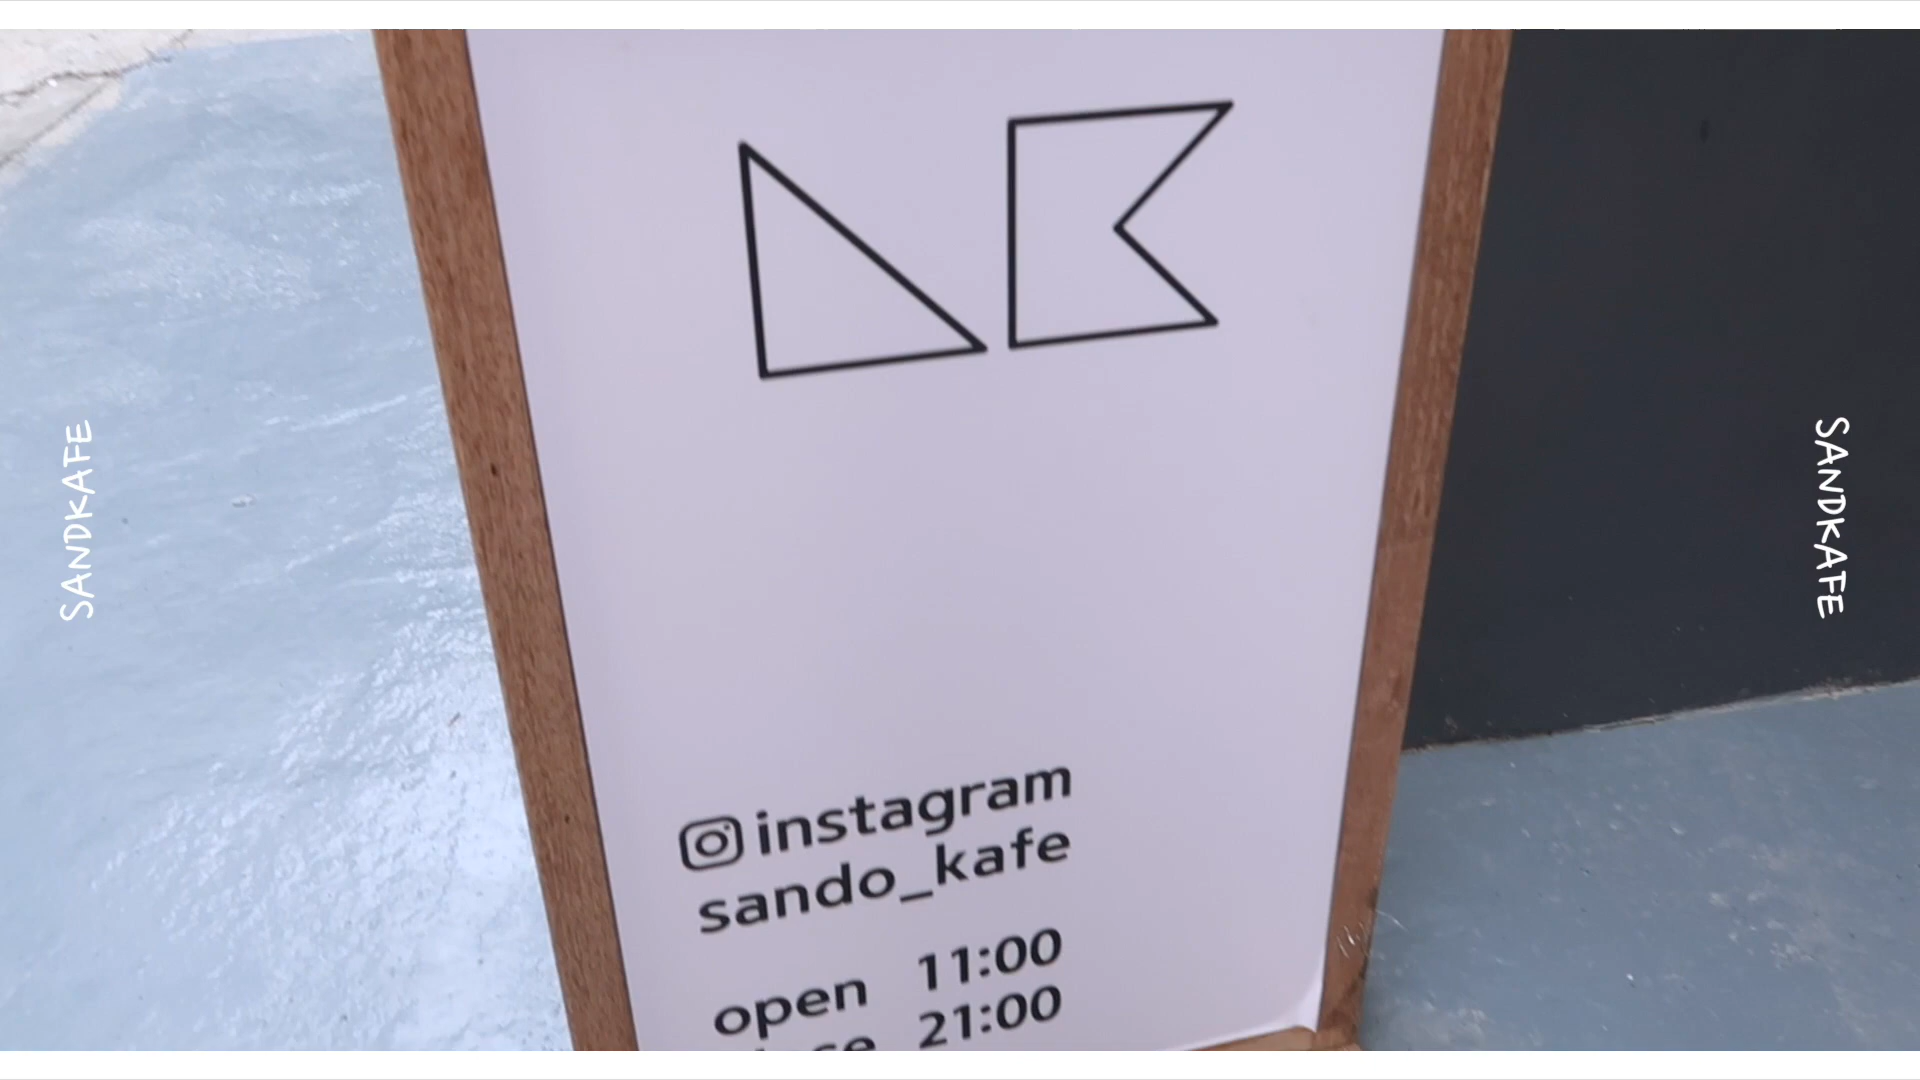 SANDKAFE
instagram
sando_kafe
open 11:00
21:00
SANDKAFE